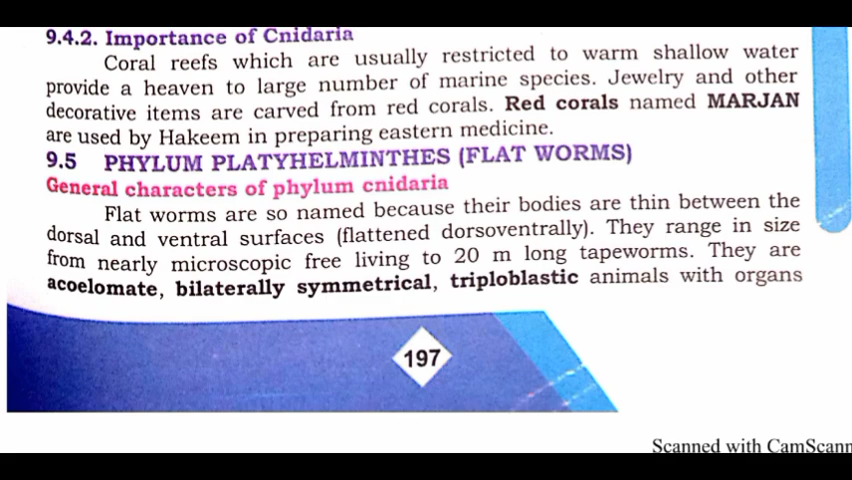 9.4.2. Importance of Cnidaria
Coral reefs which are usually restricted to warm shallow water
provide a heaven to large number of marine species. Jewelry and other
decorative items are carved from red corals. Red corals named MARJAN
are used by Hakeem in preparing eastern medicine.
9.5 PHYLUM PLATYHELMINTHES (FLAT WORMS)
General characters of phylum cnidaria
Flat worms are so named because their bodies are thin between the
dorsal and ventral surfaces (flattened dorsoventrally). They range in size
from nearly microscopic free living to 20 m long tapeworms. They are
acoelomate, bilaterally symmetrical, triploblastic animals with organs
197
Scanned with CamScann